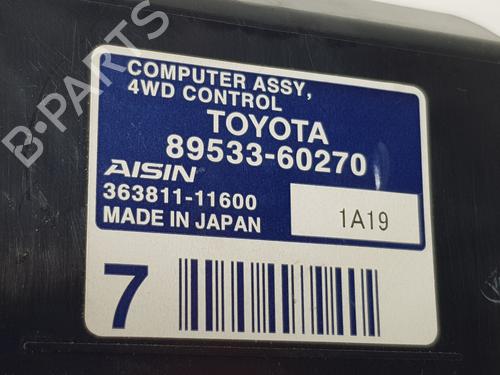 COMPUTER ASSY,
4WD CONTROL
TOYOTA
89533-60270
AISIN
363811-11600
MADE IN JAPAN
1A19
7
B-PARTS